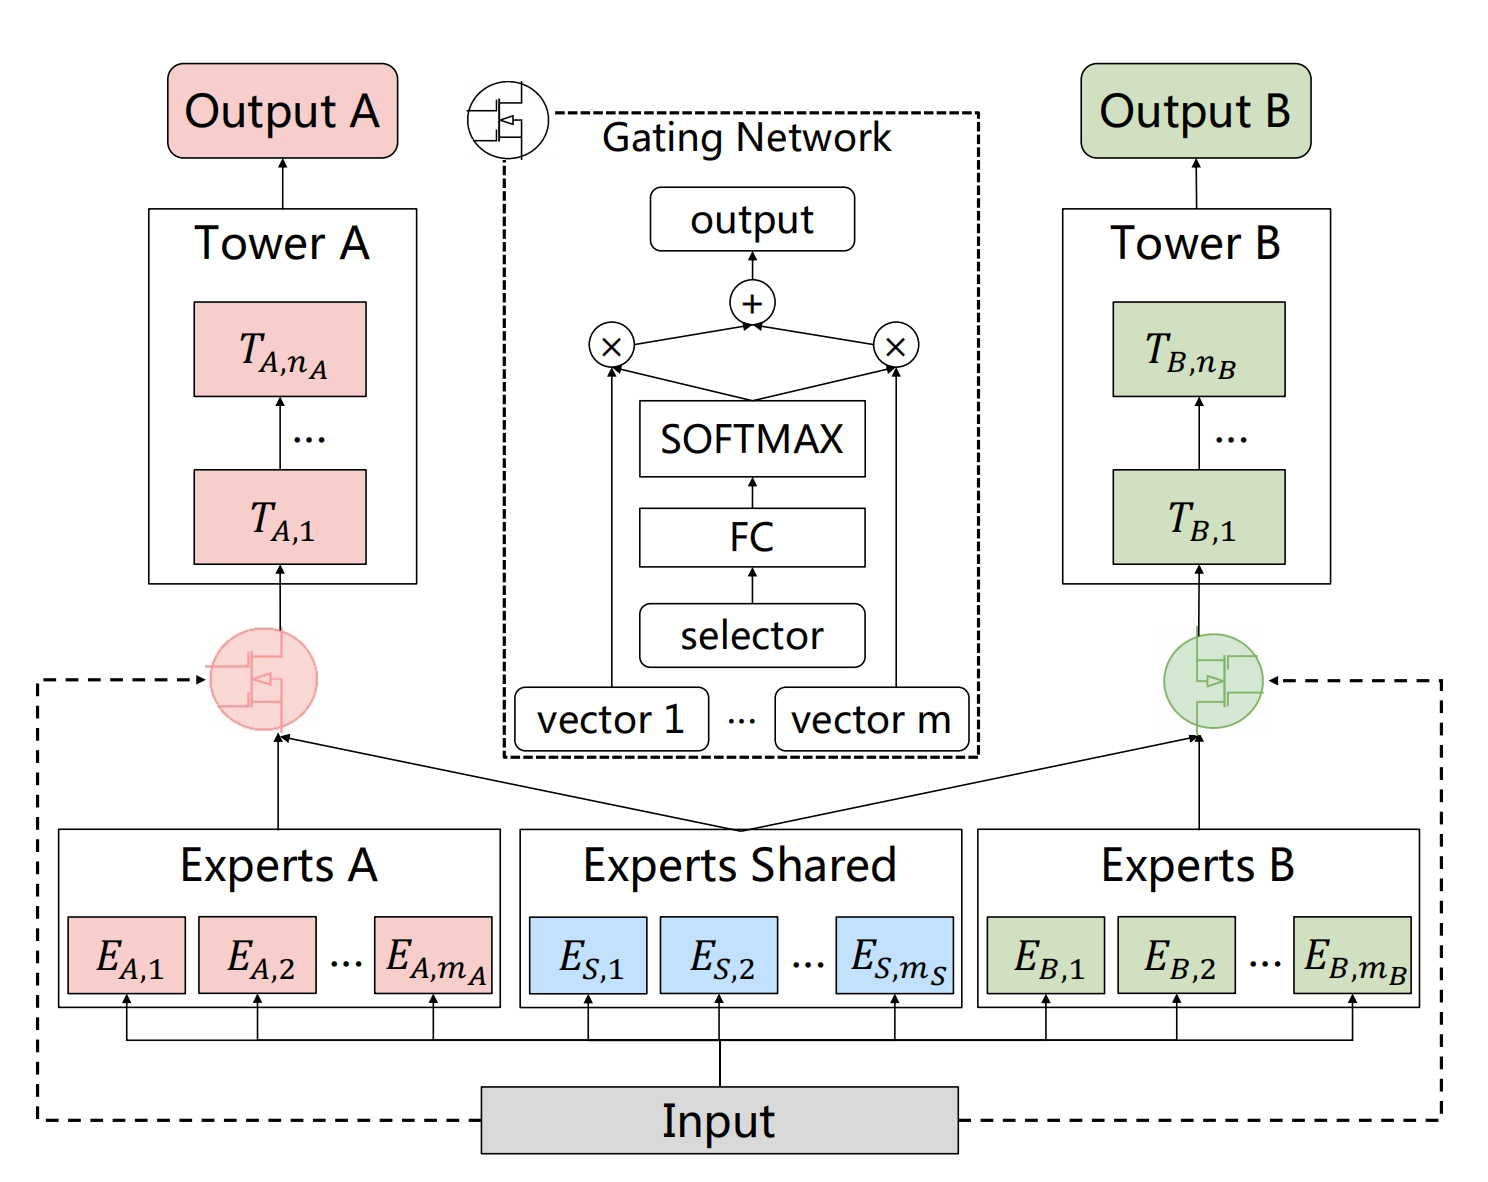 Output A
Gating Network
Output B
output
Tower A
Tower B
+
× ×
T_{A,n_A}
T_{B,n_B}
SOFTMAX
...
...
FC
T_{A,1}
T_{B,1}
selector
vector 1 ... vector m
Experts A
Experts Shared
Experts B
E_{A,1} E_{A,2} ... E_{A,m_A}
E_{S,1} E_{S,2} ... E_{S,m_S}
E_{B,1} E_{B,2} ... E_{B,m_B}
Input